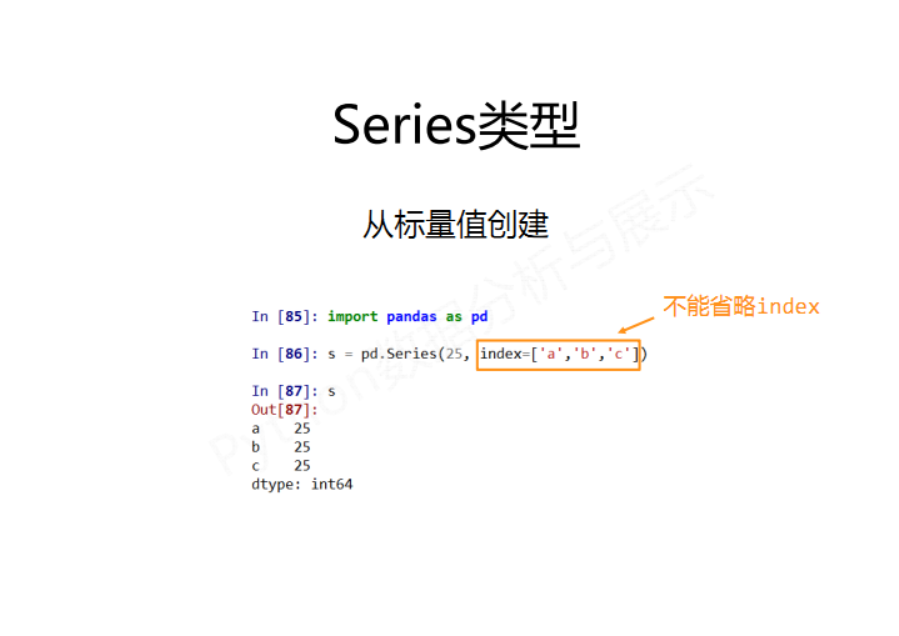 Series类型
从标量值创建
不能省略index
In [85]: import pandas as pd
In [86]: s = pd.Series(25, index=['a','b','c'])
In [87]: s
Out[87]:
a    25
b    25
c    25
dtype: int64
Python数据分析与展示